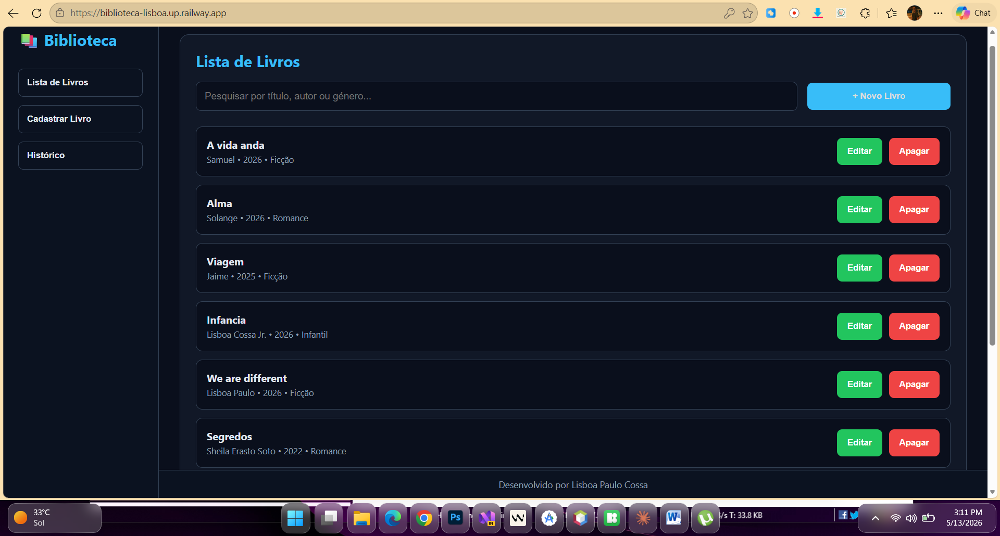 https://biblioteca-lisboa.up.railway.app
Chat
Biblioteca
Lista de Livros
Cadastrar Livro
Histórico
Lista de Livros
Pesquisar por título, autor ou género...
+ Novo Livro
A vida anda
Samuel • 2026 • Ficção
Editar
Apagar
Alma
Solange • 2026 • Romance
Editar
Apagar
Viagem
Jaime • 2025 • Ficção
Editar
Apagar
Infancia
Lisboa Cossa Jr. • 2026 • Infantil
Editar
Apagar
We are different
Lisboa Paulo • 2026 • Ficção
Editar
Apagar
Segredos
Sheila Erasto Soto • 2022 • Romance
Editar
Apagar
Desenvolvido por Lisboa Paulo Cossa
33°C
Sol
Ps
IN
W
/s T: 33.8 KB
3:11 PM
5/13/2026